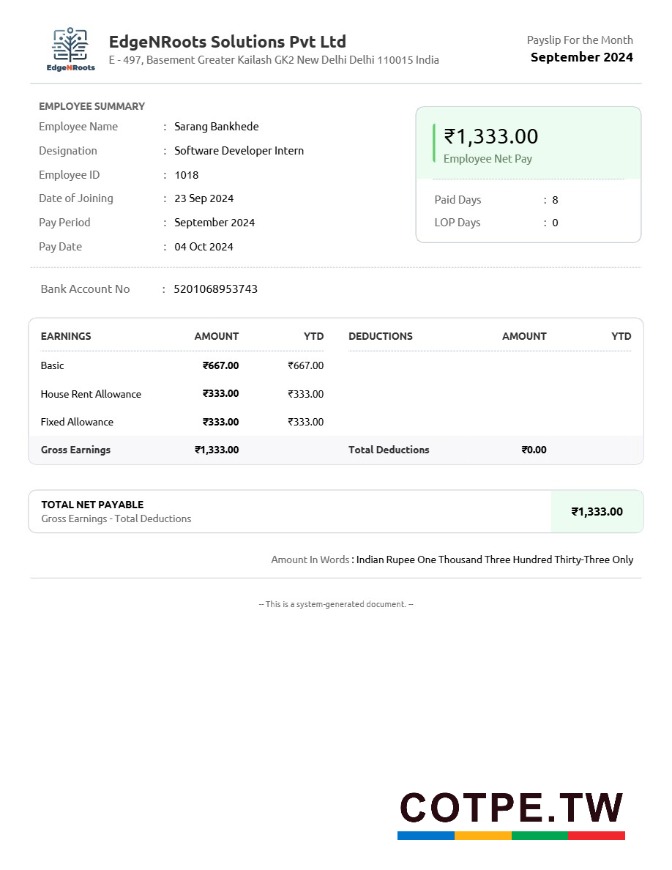 EdgeNRoots
EdgeNRoots Solutions Pvt Ltd
E - 497, Basement Greater Kailash GK2 New Delhi Delhi 110015 India
Payslip For the Month
September 2024
EMPLOYEE SUMMARY
Employee Name : Sarang Bankhede
Designation : Software Developer Intern
Employee ID : 1018
Date of Joining : 23 Sep 2024
Pay Period : September 2024
Pay Date : 04 Oct 2024
₹1,333.00
Employee Net Pay
Paid Days : 8
LOP Days : 0
Bank Account No : 5201068953743
EARNINGS AMOUNT YTD DEDUCTIONS AMOUNT YTD
Basic ₹667.00 ₹667.00
House Rent Allowance ₹333.00 ₹333.00
Fixed Allowance ₹333.00 ₹333.00
Gross Earnings ₹1,333.00 Total Deductions ₹0.00
TOTAL NET PAYABLE
Gross Earnings - Total Deductions
₹1,333.00
Amount In Words : Indian Rupee One Thousand Three Hundred Thirty-Three Only
-- This is a system-generated document. --
COTPE.TW